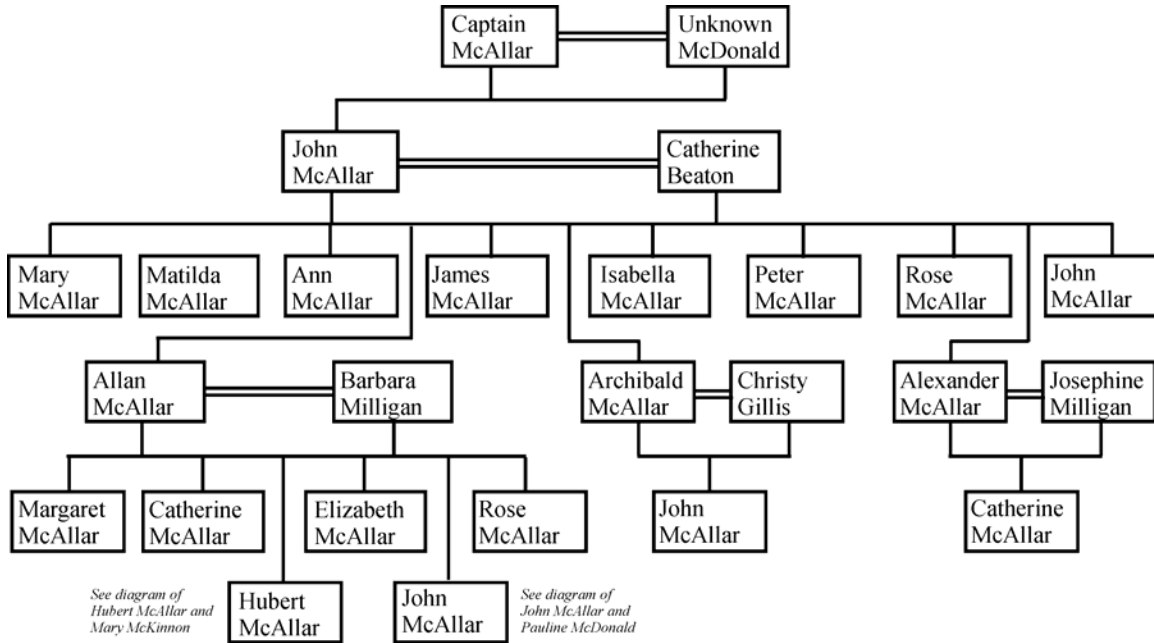 Captain
McAllar
Unknown
McDonald
John
McAllar
Catherine
Beaton
Mary
McAllar
Matilda
McAllar
Ann
McAllar
James
McAllar
Isabella
McAllar
Peter
McAllar
Rose
McAllar
John
McAllar
Allan
McAllar
Barbara
Milligan
Archibald
McAllar
Christy
Gillis
Alexander
McAllar
Josephine
Milligan
Margaret
McAllar
Catherine
McAllar
Elizabeth
McAllar
Rose
McAllar
John
McAllar
Catherine
McAllar
See diagram of
Hubert McAllar and
Mary McKinnon
Hubert
McAllar
John
McAllar
See diagram of
John McAllar and
Pauline McDonald